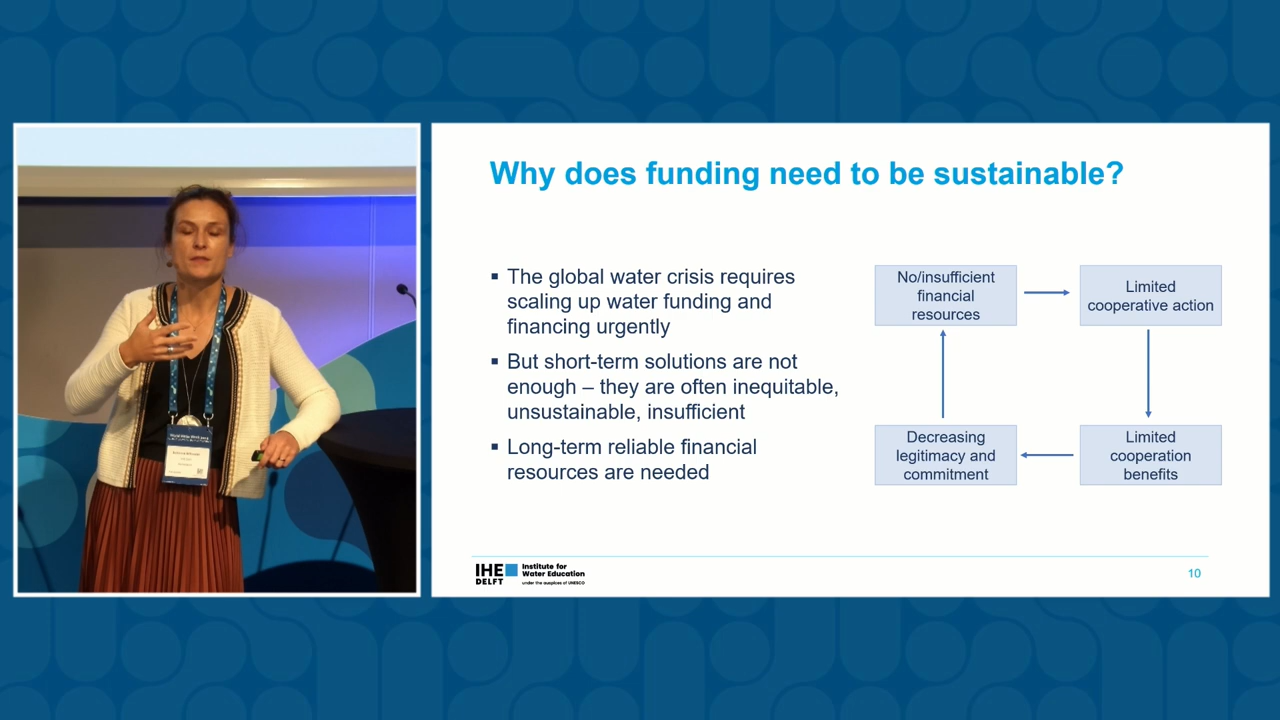 Why does funding need to be sustainable?
▪ The global water crisis requires
scaling up water funding and
financing urgently
▪ But short-term solutions are not
enough – they are often inequitable,
unsustainable, insufficient
▪ Long-term reliable financial
resources are needed
No/insufficient
financial
resources
Limited
cooperative action
Decreasing
legitimacy and
commitment
Limited
cooperation
benefits
IHE
DELFT
Institute for
Water Education
under the auspices of UNESCO
10